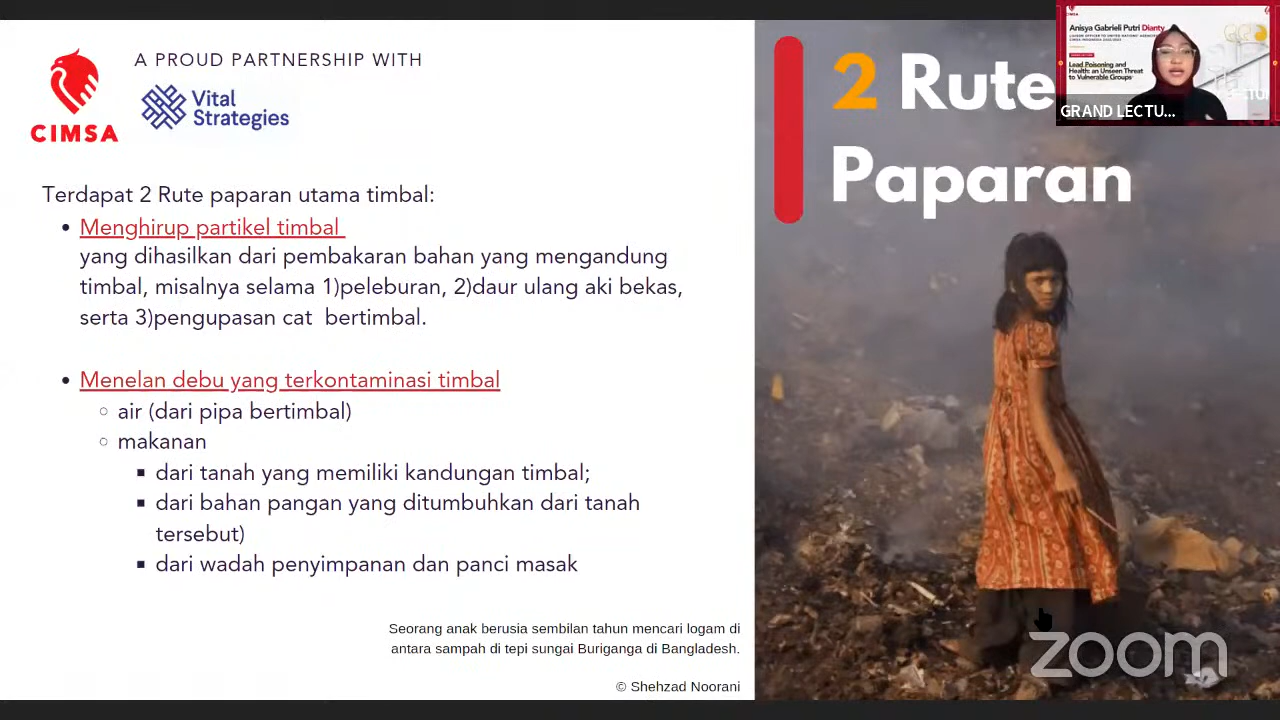 A PROUD PARTNERSHIP WITH
CIMSA
Vital
Strategies
Terdapat 2 Rute paparan utama timbal:
• Menghirup partikel timbal
yang dihasilkan dari pembakaran bahan yang mengandung
timbal, misalnya selama 1)peleburan, 2)daur ulang aki bekas,
serta 3)pengupasan cat bertimbal.
• Menelan debu yang terkontaminasi timbal
○ air (dari pipa bertimbal)
○ makanan
▪ dari tanah yang memiliki kandungan timbal;
▪ dari bahan pangan yang ditumbuhkan dari tanah
tersebut)
▪ dari wadah penyimpanan dan panci masak
Seorang anak berusia sembilan tahun mencari logam di
antara sampah di tepi sungai Buriganga di Bangladesh.
© Shehzad Noorani
2 Rute
Paparan
Anisya Gabrieli Putri Dianty
Lead Poisoning and
Health: an Unseen Threat
to Vulnerable Groups
GRAND LECTU...
zoom